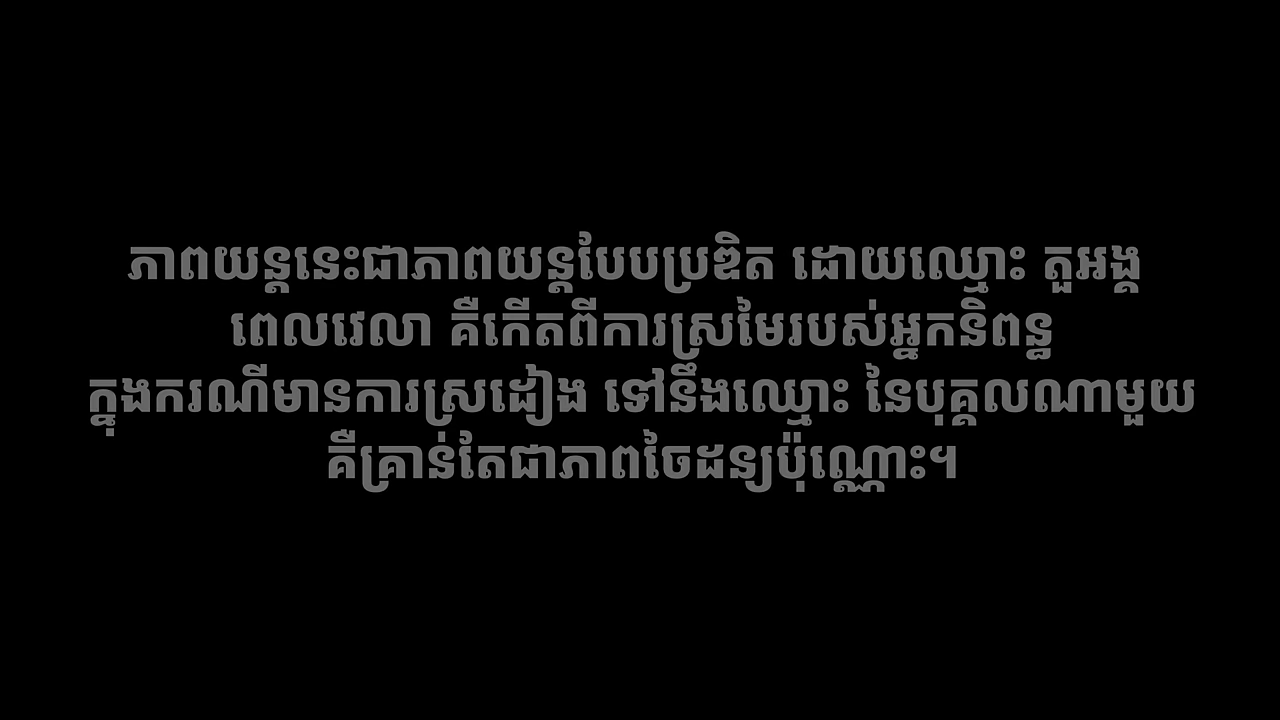 ភាពយន្តនេះជាភាពយន្តបែបប្រឌិត ដោយឈ្មោះ តួអង្គ
ពេលវេលា គឺកើតពីការស្រមៃរបស់អ្នកនិពន្ធ
ក្នុងករណីមានការស្រដៀង ទៅនឹងឈ្មោះ នៃបុគ្គលណាមួយ
គឺគ្រាន់តែជាភាពចៃដន្យប៉ុណ្ណោះ។